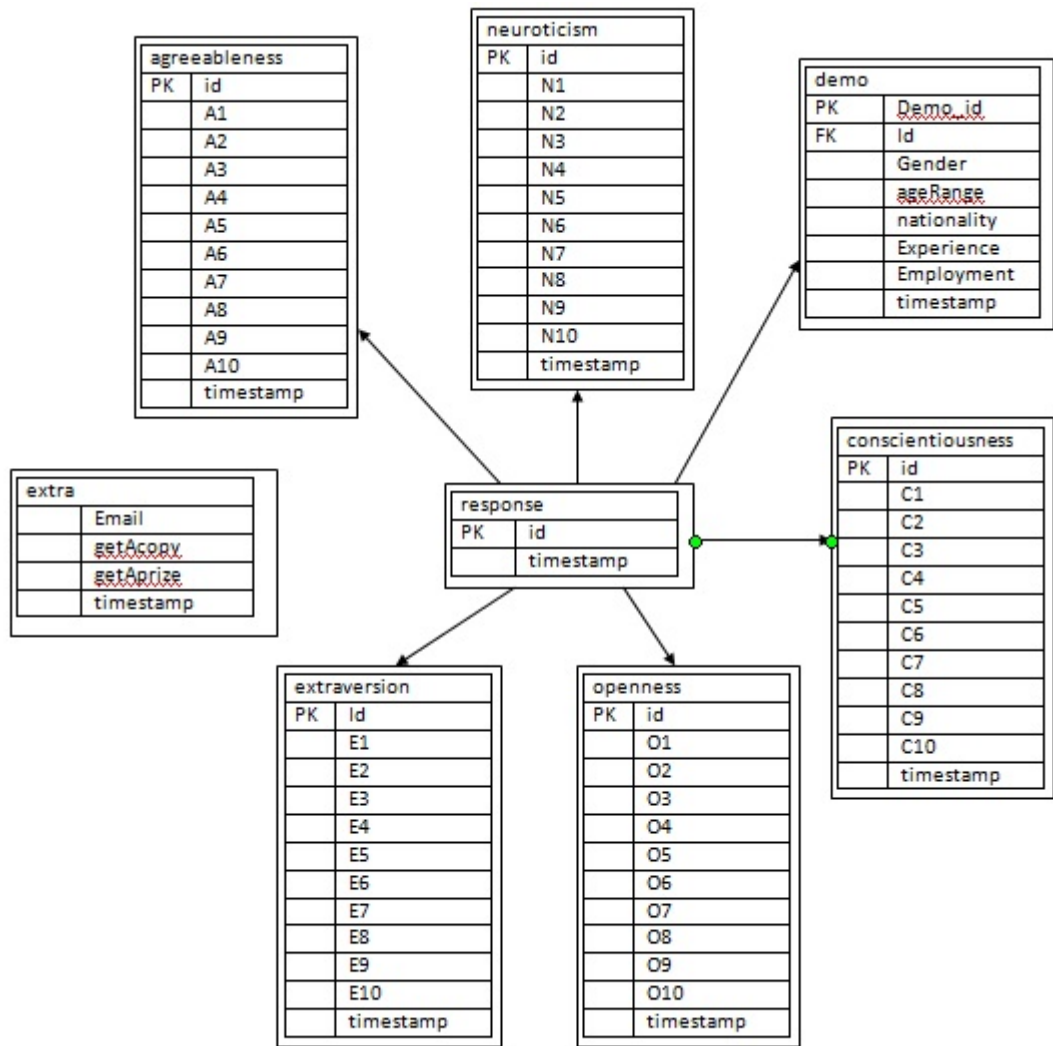 agreeableness
PK id
A1
A2
A3
A4
A5
A6
A7
A8
A9
A10
timestamp
neuroticism
PK id
N1
N2
N3
N4
N5
N6
N7
N8
N9
N10
timestamp
demo
PK Demo_id
FK Id
Gender
ageRange
nationality
Experience
Employment
timestamp
extra
Email
getAcopy
getAprize
timestamp
response
PK id
timestamp
conscientiousness
PK id
C1
C2
C3
C4
C5
C6
C7
C8
C9
C10
timestamp
extraversion
PK Id
E1
E2
E3
E4
E5
E6
E7
E8
E9
E10
timestamp
openness
PK id
O1
O2
O3
O4
O5
O6
O7
O8
O9
O10
timestamp